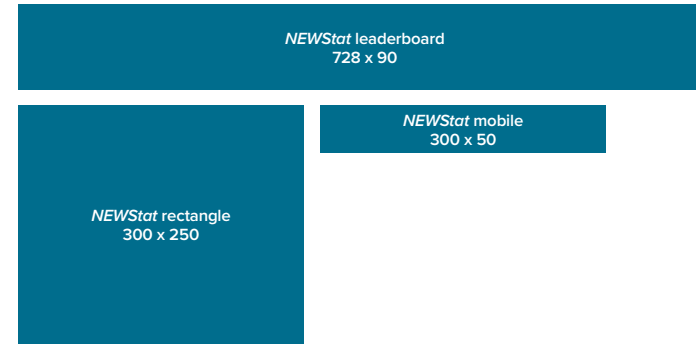 NEWStat leaderboard
728 x 90
NEWStat mobile
300 x 50
NEWStat rectangle
300 x 250